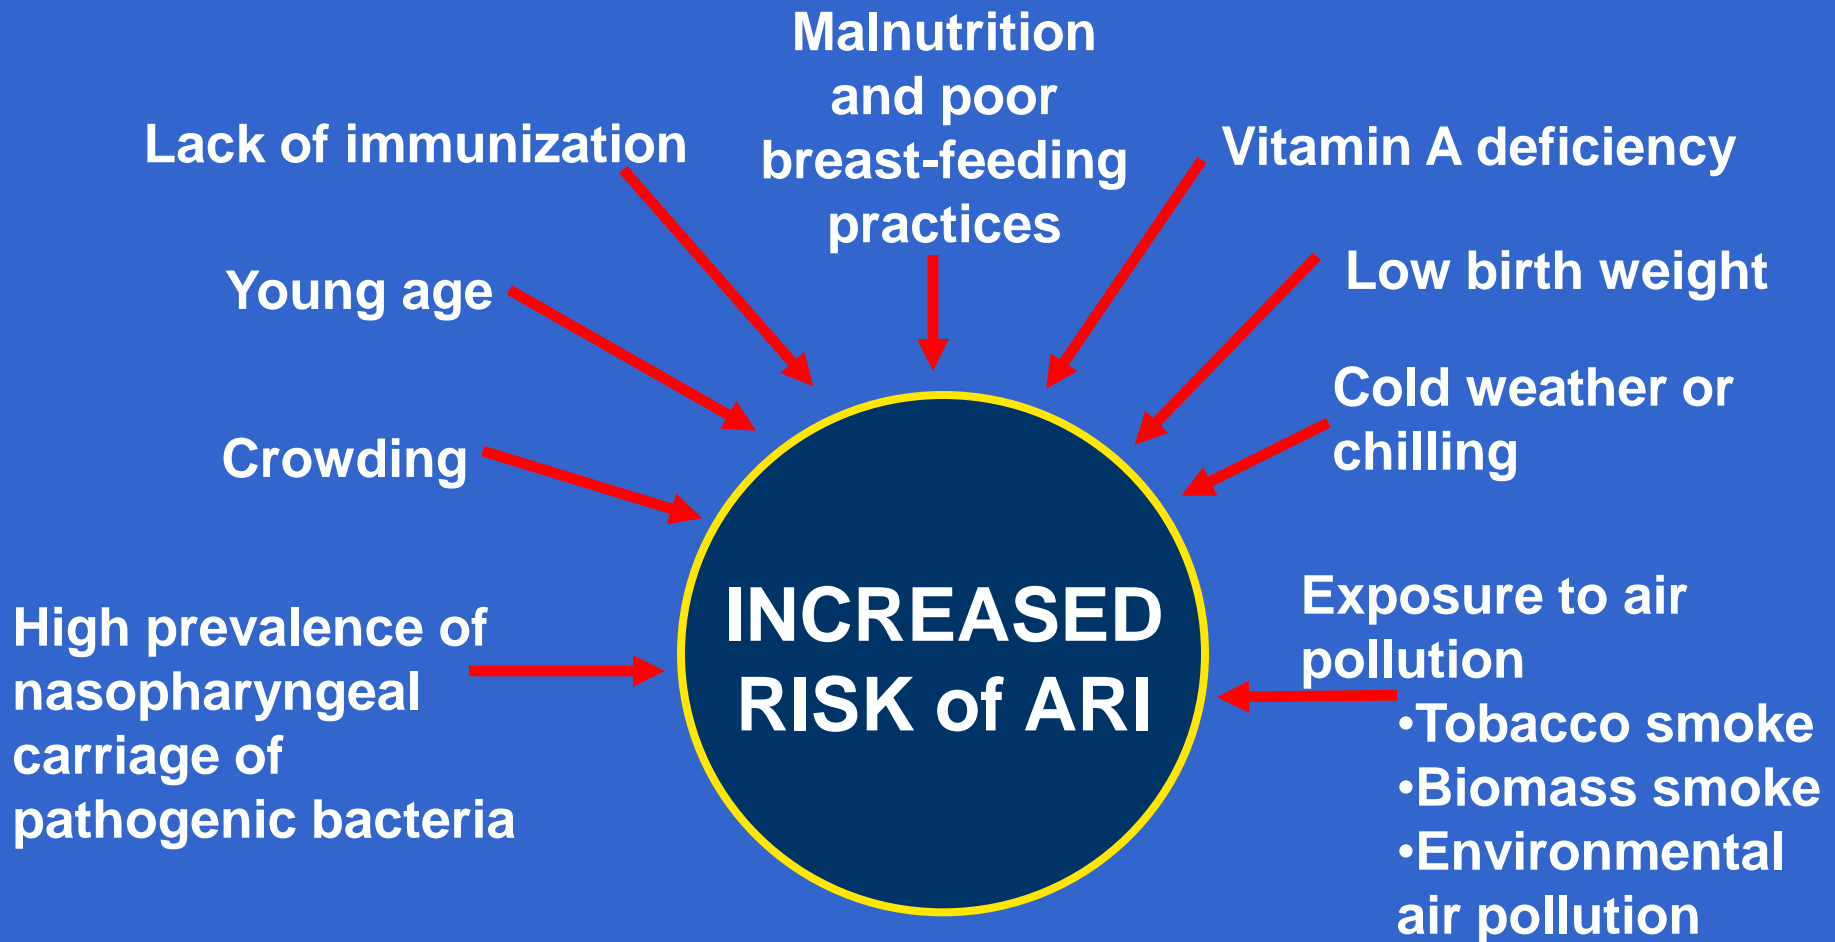 Malnutrition
and poor
breast-feeding
practices
Lack of immunization
Vitamin A deficiency
Young age
Low birth weight
Crowding
Cold weather or
chilling
High prevalence of
nasopharyngeal
carriage of
pathogenic bacteria
INCREASED
RISK of ARI
Exposure to air
pollution
•Tobacco smoke
•Biomass smoke
•Environmental
air pollution